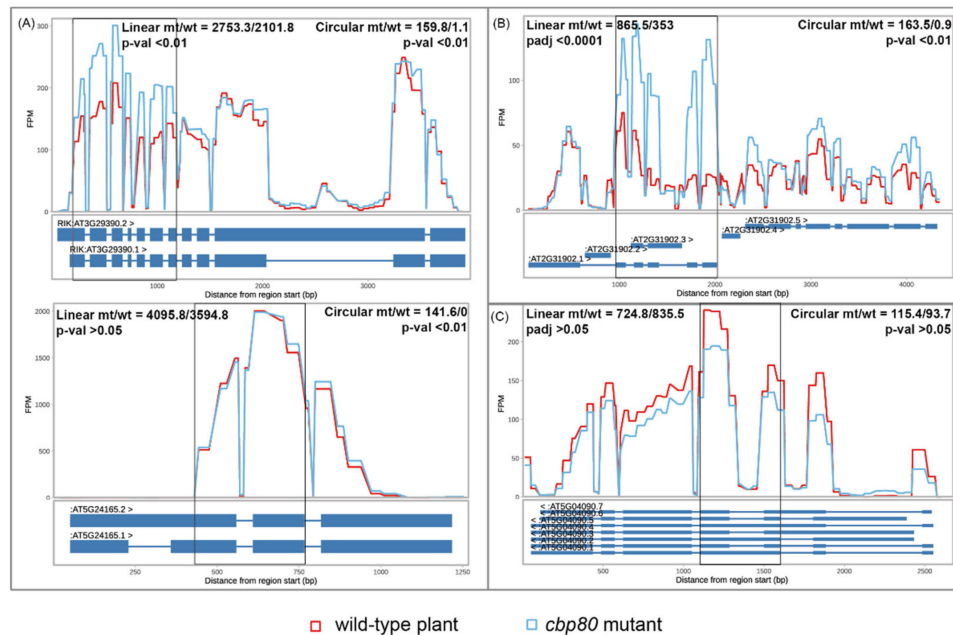 (A)
Linear mt/wt = 2753.3/2101.8
p-val <0.01
Circular mt/wt = 159.8/1.1
p-val <0.01
300
200
100
0
FPM
RIK:AT3G29390.2 >
RIK:AT3G29390.1 >
1000
2000
3000
Distance from region start (bp)
Linear mt/wt = 4095.8/3594.8
p-val >0.05
Circular mt/wt = 141.6/0
p-val <0.01
2000
1500
1000
500
0
FPM
:AT5G24165.2 >
:AT5G24165.1 >
250
500
750
1000
1250
Distance from region start (bp)
(B)
Linear mt/wt = 865.5/353
padj <0.0001
Circular mt/wt = 163.5/0.9
p-val <0.01
100
50
0
FPM
:AT2G31902.5 >
:AT2G31902.4 >
:AT2G31902.3 >
:AT2G31902.2 >
:AT2G31902.1 >
1000
2000
3000
4000
Distance from region start (bp)
(C)
Linear mt/wt = 724.8/835.5
padj >0.05
Circular mt/wt = 115.4/93.7
p-val >0.05
200
150
100
50
0
FPM
< :AT5G04090.7
< :AT5G04090.6
< :AT5G04090.5
< :AT5G04090.4
< :AT5G04090.3
< :AT5G04090.2
< :AT5G04090.1
500
1000
1500
2000
2500
Distance from region start (bp)
wild-type plant
cbp80 mutant